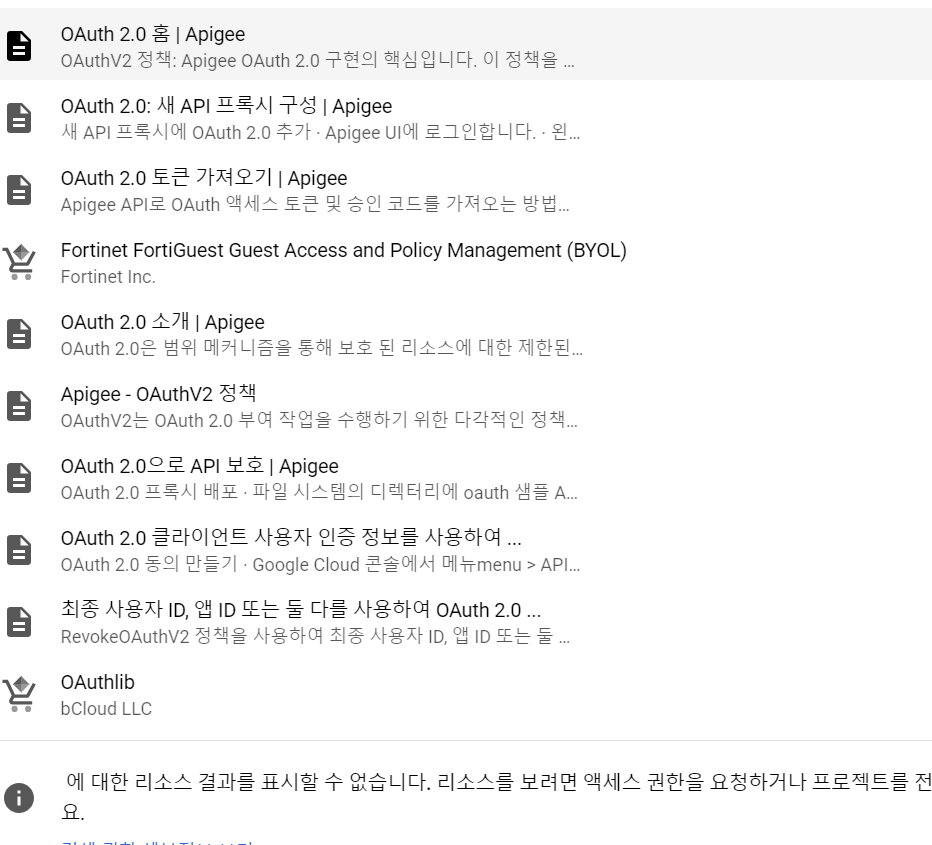 OAuth 2.0 홈 | Apigee
OAuthV2 정책: Apigee OAuth 2.0 구현의 핵심입니다. 이 정책을 ...
OAuth 2.0: 새 API 프록시 구성 | Apigee
새 API 프록시에 OAuth 2.0 추가 · Apigee UI에 로그인합니다. · 왼...
OAuth 2.0 토큰 가져오기 | Apigee
Apigee API로 OAuth 액세스 토큰 및 승인 코드를 가져오는 방법...
Fortinet FortiGuest Guest Access and Policy Management (BYOL)
Fortinet Inc.
OAuth 2.0 소개 | Apigee
OAuth 2.0은 범위 메커니즘을 통해 보호 된 리소스에 대한 제한된...
Apigee - OAuthV2 정책
OAuthV2는 OAuth 2.0 부여 작업을 수행하기 위한 다각적인 정책...
OAuth 2.0으로 API 보호 | Apigee
OAuth 2.0 프록시 배포 · 파일 시스템의 디렉터리에 oauth 샘플 A...
OAuth 2.0 클라이언트 사용자 인증 정보를 사용하여 ...
OAuth 2.0 동의 만들기 · Google Cloud 콘솔에서 메뉴menu > API...
최종 사용자 ID, 앱 ID 또는 둘 다를 사용하여 OAuth 2.0 ...
RevokeOAuthV2 정책을 사용하여 최종 사용자 ID, 앱 ID 또는 둘 ...
OAuthlib
bCloud LLC
에 대한 리소스 결과를 표시할 수 없습니다. 리소스를 보려면 액세스 권한을 요청하거나 프로젝트를 전
요.